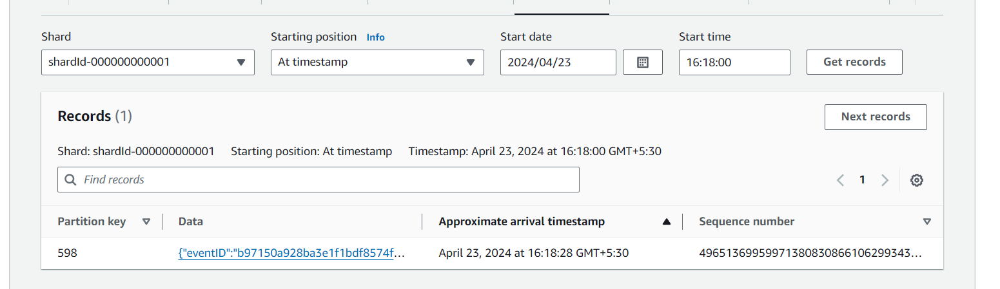 Shard Starting position Info Start date Start time
shardId-000000000001 At timestamp 2024/04/23 16:18:00 Get records
Records (1) Next records
Shard: shardId-000000000001 Starting position: At timestamp Timestamp: April 23, 2024 at 16:18:00 GMT+5:30
Find records 1
Partition key Data Approximate arrival timestamp Sequence number
598 {"eventID":"b97150a928ba3e1f1bdf8574f... April 23, 2024 at 16:18:28 GMT+5:30 49651369959971380830866106299343...